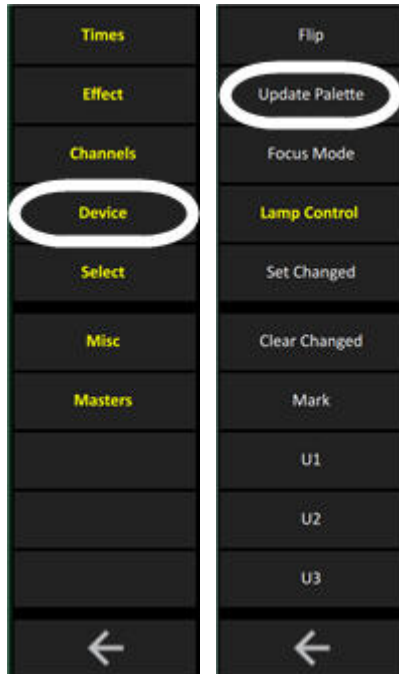 Times
Effect
Channels
Device
Select
Misc
Masters
Flip
Update Palette
Focus Mode
Lamp Control
Set Changed
Clear Changed
Mark
U1
U2
U3